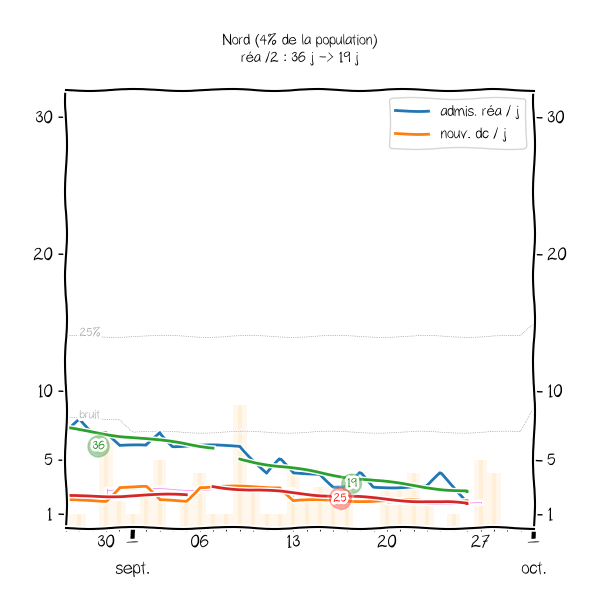 Nord (4% de la population)
réa /2 : 36 j -> 19 j
admis. réa / j
nouv. dc / j
30
30
20
20
25%
10
10
bruit
36
5
5
19
25
1
1
30
06
13
20
27
sept.
oct.